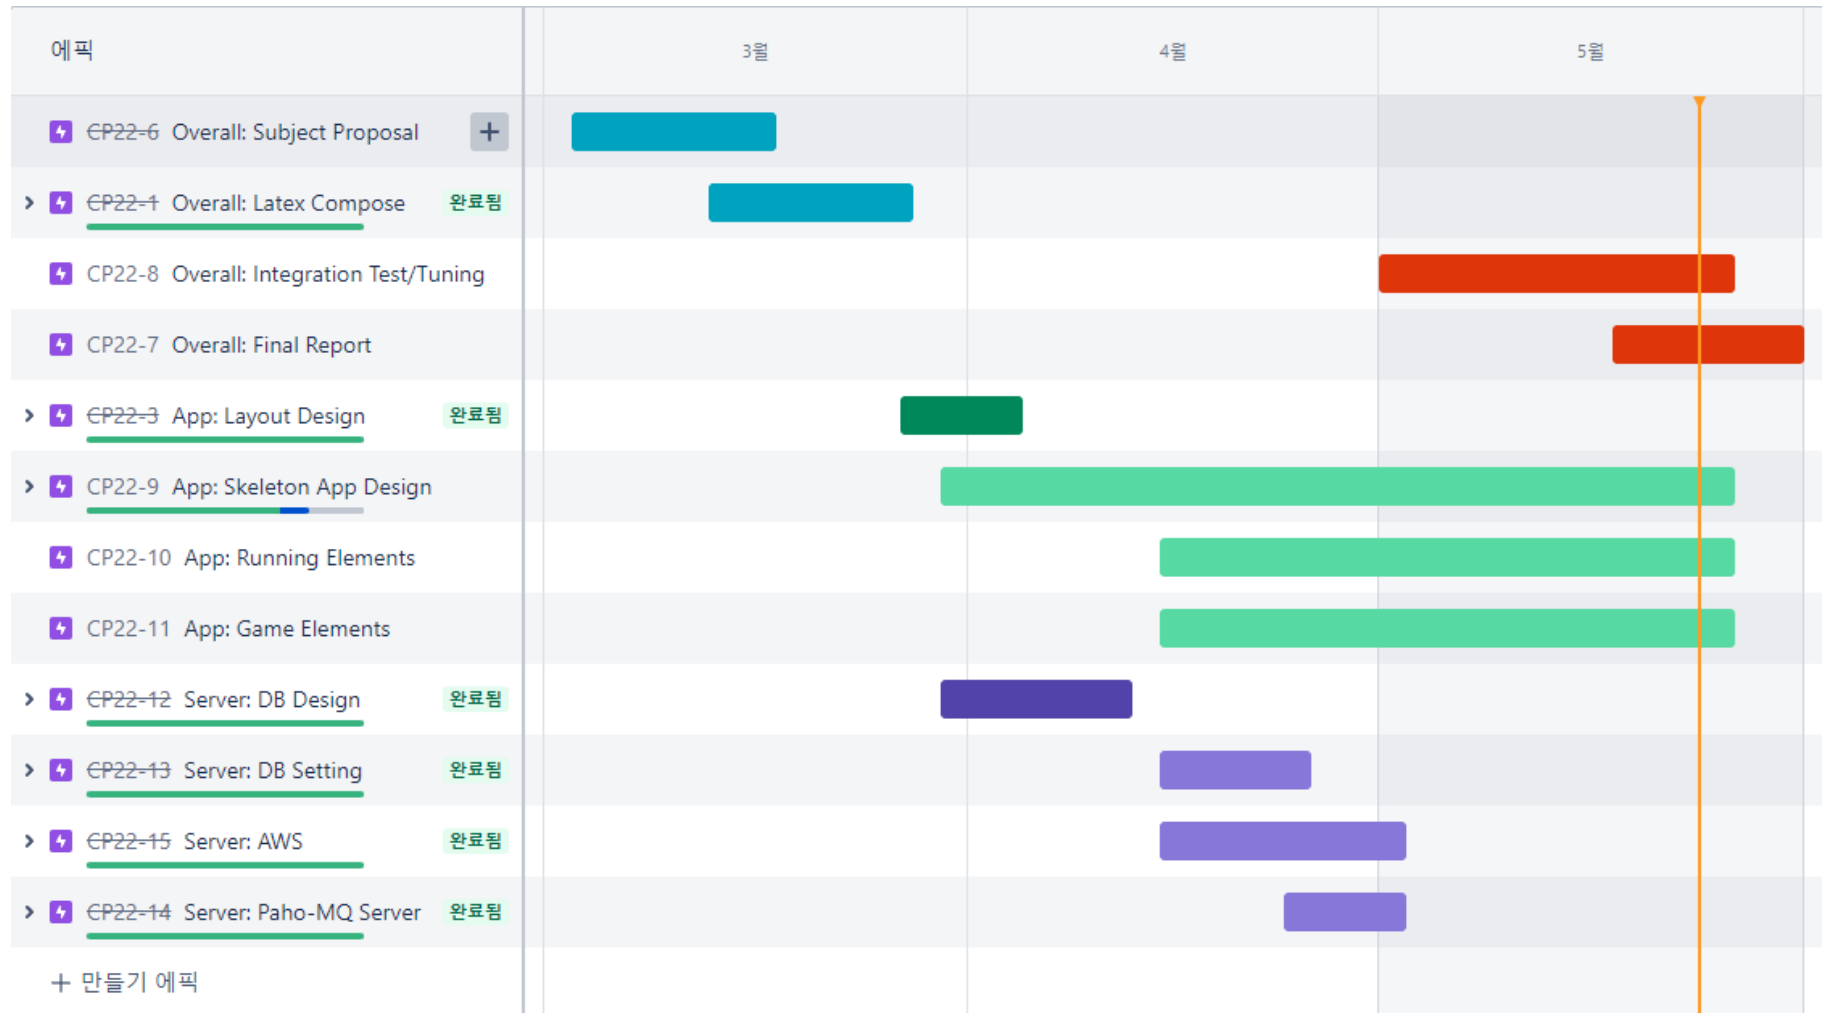 에픽
3월
4월
5월
CP22-6 Overall: Subject Proposal
CP22-1 Overall: Latex Compose 완료됨
CP22-8 Overall: Integration Test/Tuning
CP22-7 Overall: Final Report
CP22-3 App: Layout Design 완료됨
CP22-9 App: Skeleton App Design
CP22-10 App: Running Elements
CP22-11 App: Game Elements
CP22-12 Server: DB Design 완료됨
CP22-13 Server: DB Setting 완료됨
CP22-15 Server: AWS 완료됨
CP22-14 Server: Paho-MQ Server 완료됨
+ 만들기 에픽